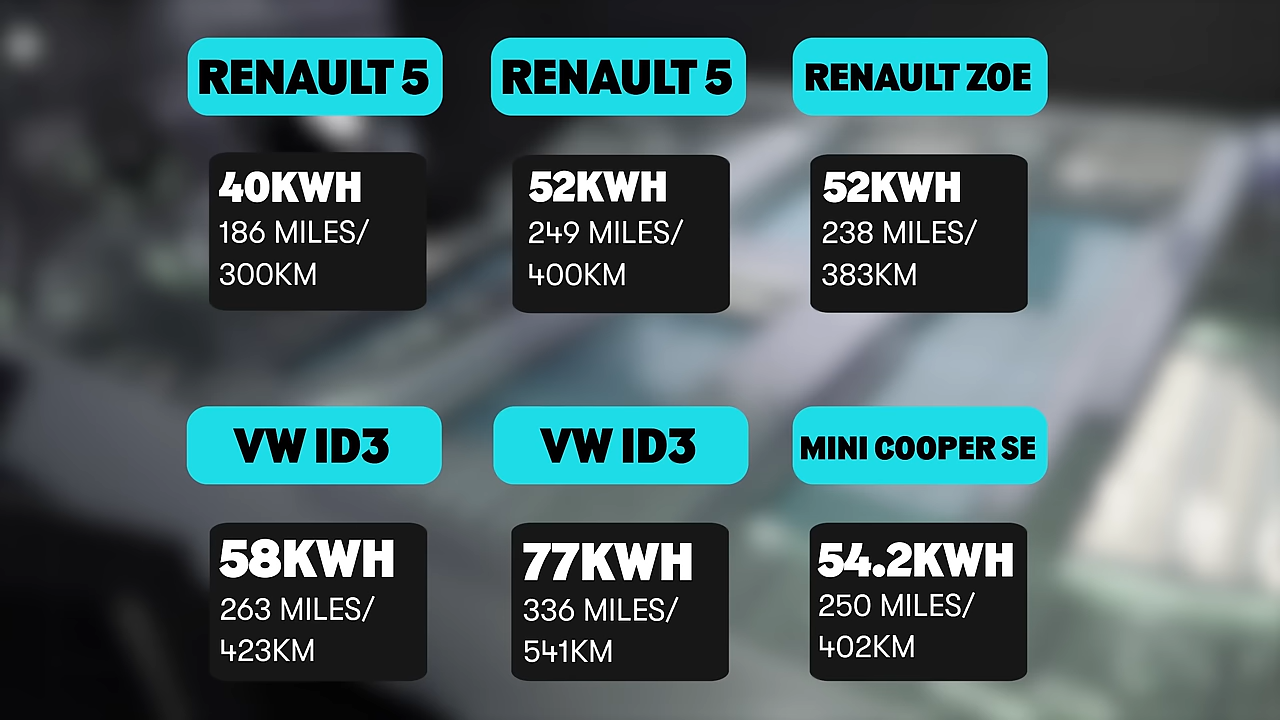 RENAULT 5
40KWH
186 MILES/
300KM
RENAULT 5
52KWH
249 MILES/
400KM
RENAULT ZOE
52KWH
238 MILES/
383KM
VW ID3
58KWH
263 MILES/
423KM
VW ID3
77KWH
336 MILES/
541KM
MINI COOPER SE
54.2KWH
250 MILES/
402KM